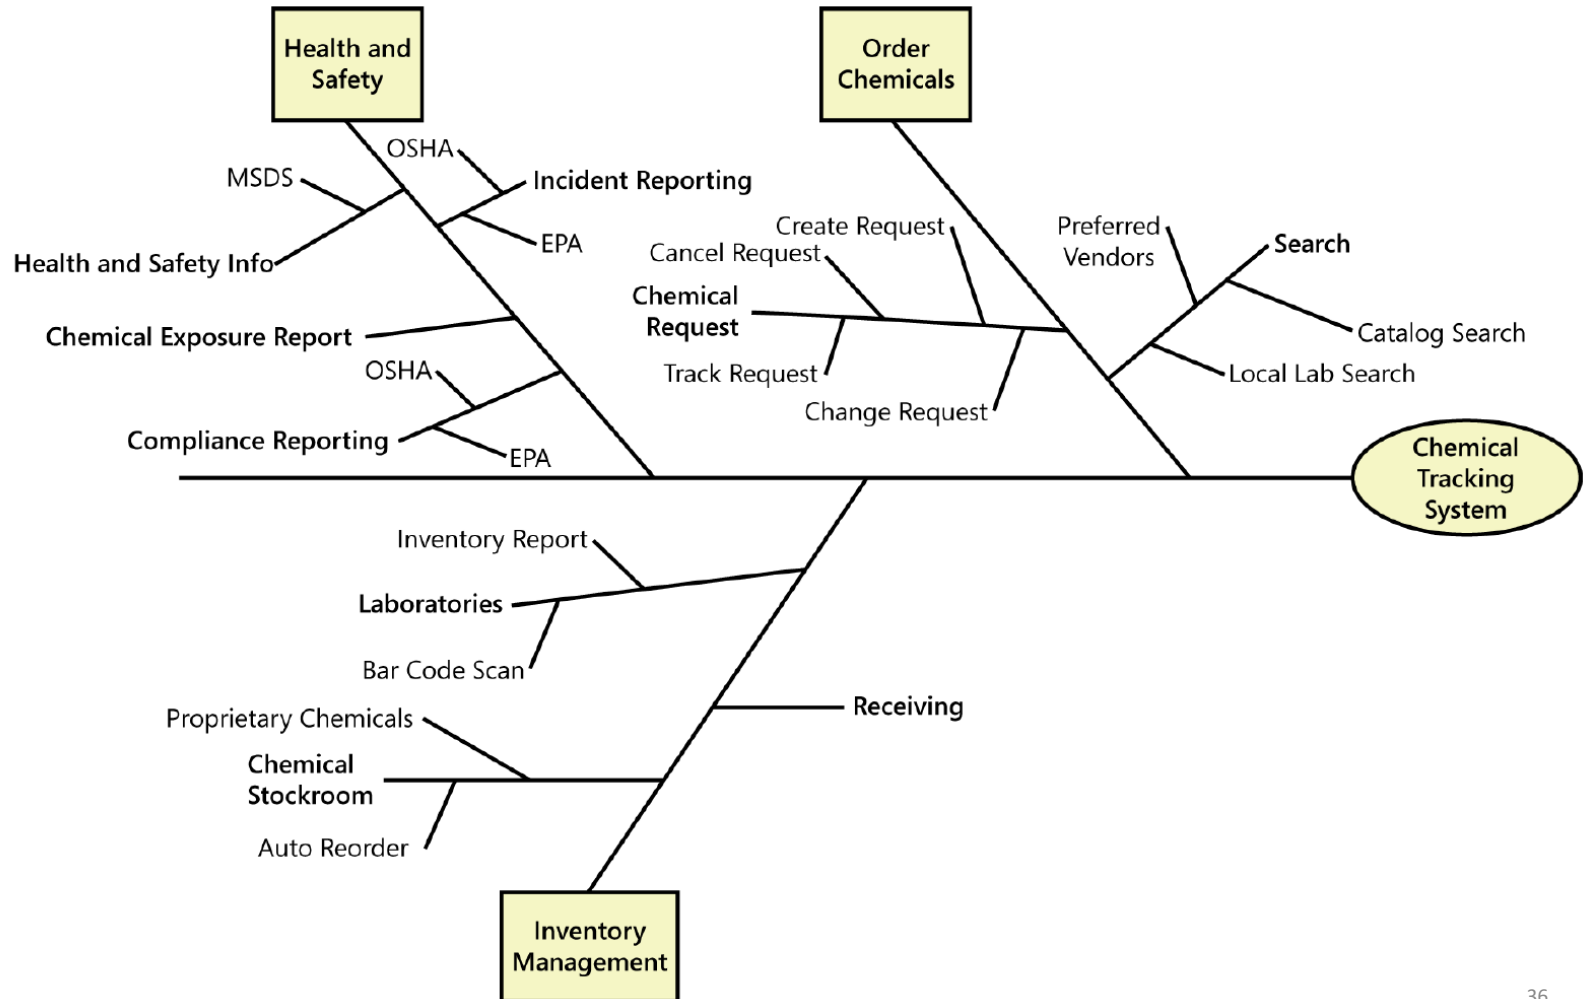 Health and
Safety
Order
Chemicals
OSHA
MSDS
Incident Reporting
EPA
Health and Safety Info
Chemical Exposure Report
OSHA
Compliance Reporting
EPA
Create Request
Cancel Request
Chemical
Request
Track Request
Change Request
Preferred
Vendors
Search
Catalog Search
Local Lab Search
Chemical
Tracking
System
Inventory Report
Laboratories
Bar Code Scan
Proprietary Chemicals
Receiving
Chemical
Stockroom
Auto Reorder
Inventory
Management
36